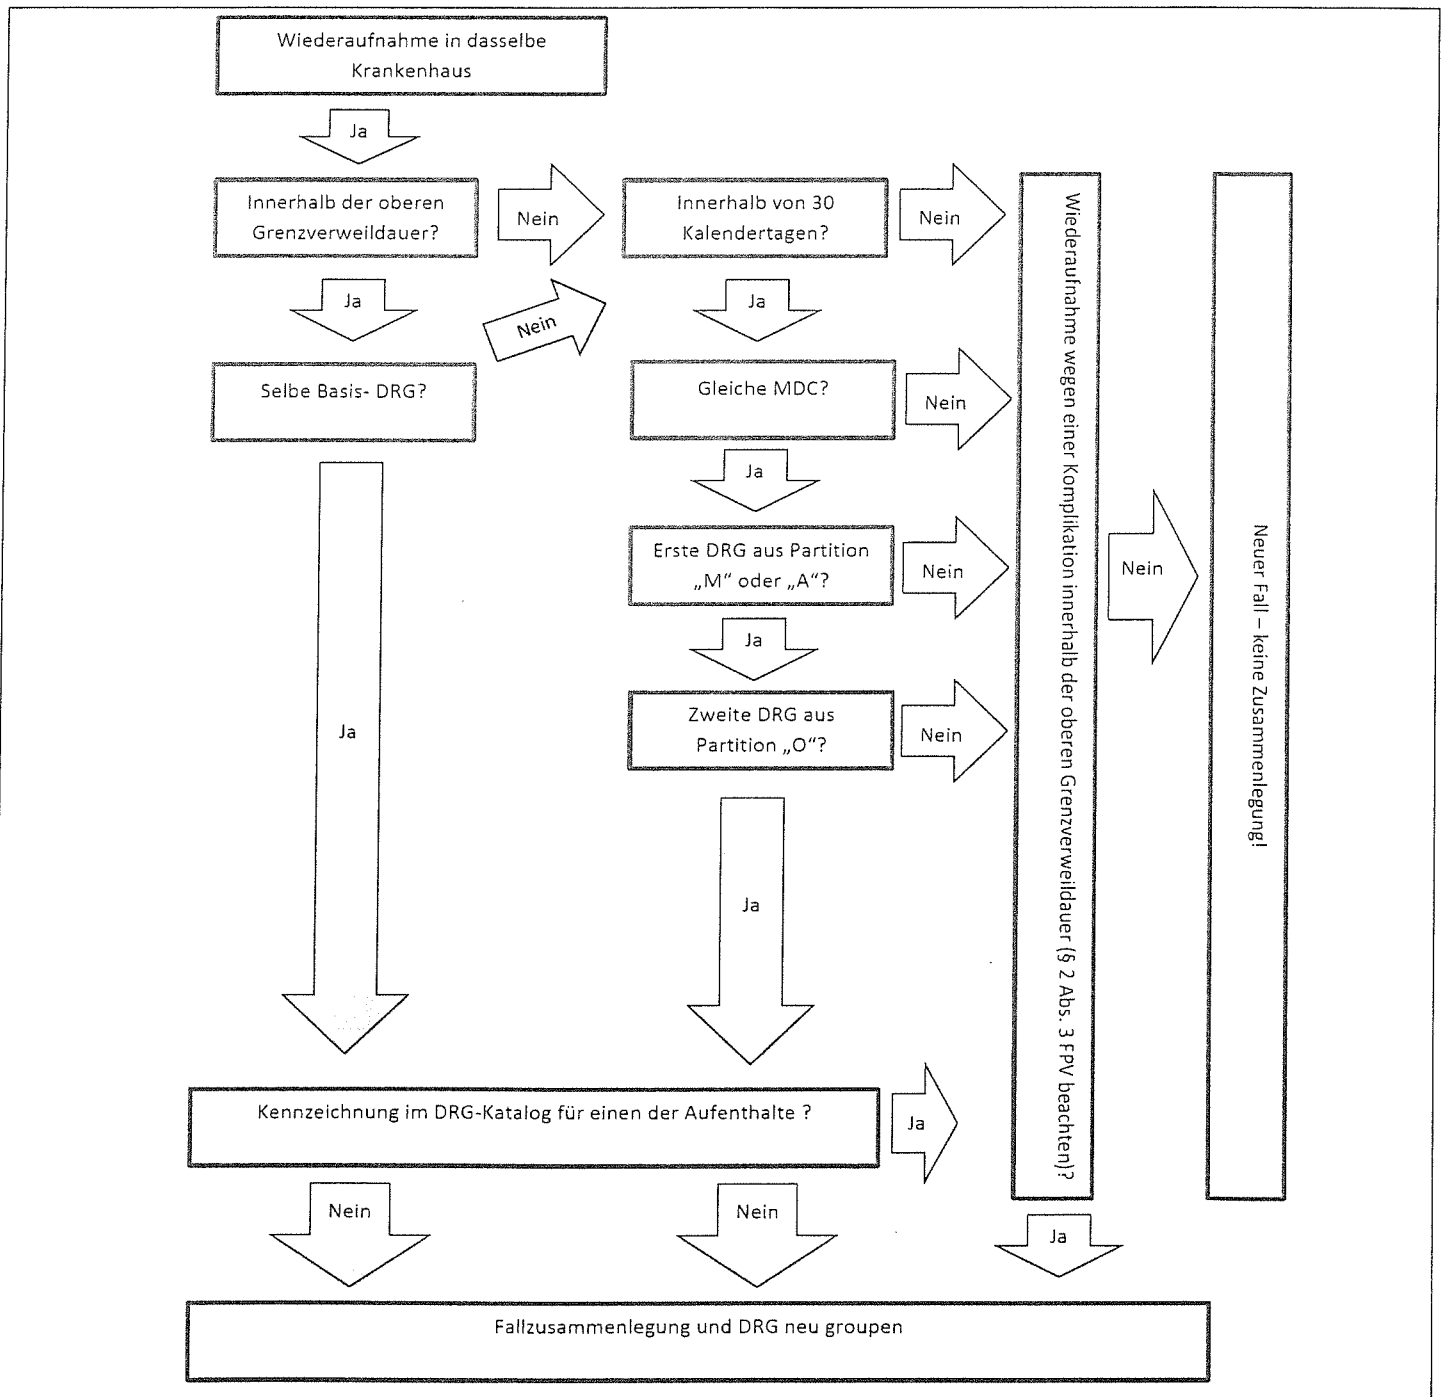 Wiederaufnahme in dasselbe
Krankenhaus
Ja
Innerhalb der oberen
Grenzverweildauer?
Nein
Innerhalb von 30
Kalendertagen?
Nein
Ja
Nein
Ja
Selbe Basis- DRG?
Gleiche MDC?
Nein
Ja
Erste DRG aus Partition
„M“ oder „A“?
Nein
Ja
Zweite DRG aus
Partition „O“?
Nein
Ja
Ja
Kennzeichnung im DRG-Katalog für einen der Aufenthalte ?
Ja
Nein
Nein
Wiederaufnahme wegen einer Komplikation innerhalb der oberen Grenzverweildauer (§ 2 Abs. 3 FPV beachten)?
Nein
Ja
Neuer Fall – keine Zusammenlegung!
Fallzusammenlegung und DRG neu groupen